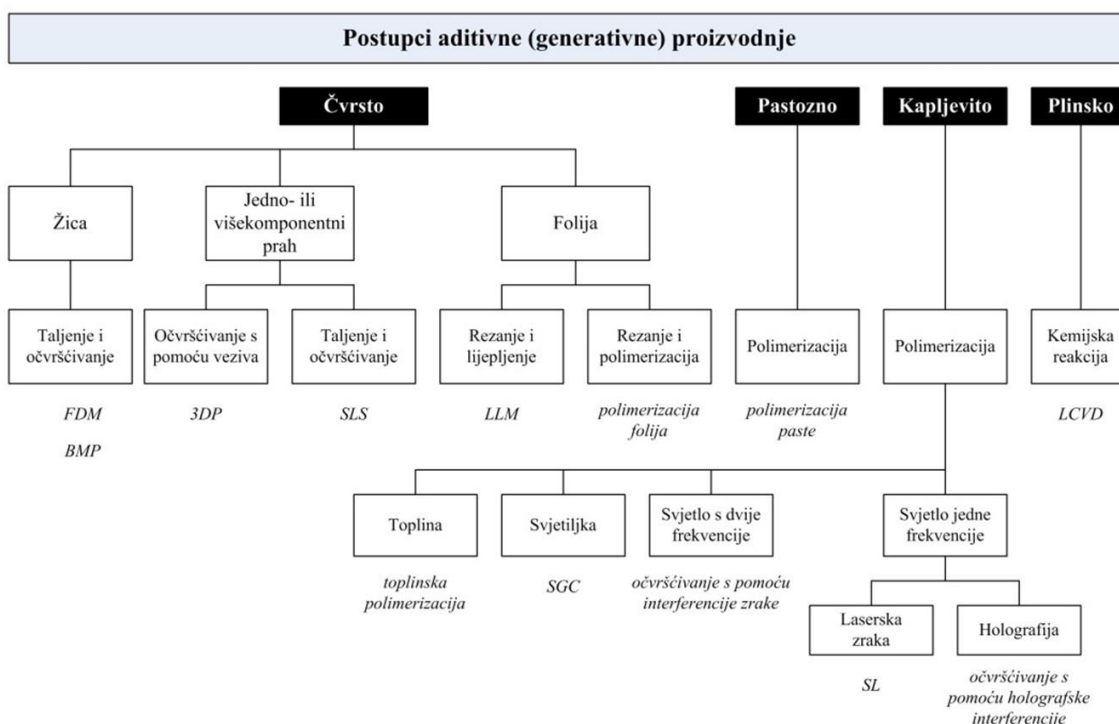 Postupci aditivne (generativne) proizvodnje
Čvrsto
Pastozno
Kapljevito
Plinsko
Žica
Jedno- ili
višekomponentni
prah
Folija
Taljenje i
očvršćivanje
Očvršćivanje s
pomoću veziva
Taljenje i
očvršćivanje
Rezanje i
lijepljenje
Rezanje i
polimerizacija
Polimerizacija
Polimerizacija
Kemijska
reakcija
FDM
BMP
3DP
SLS
LLM
polimerizacija
folija
polimerizacija
paste
LCVD
Toplina
Svjetiljka
Svjetlo s dvije
frekvencije
Svjetlo jedne
frekvencije
toplinska
polimerizacija
SGC
očvršćivanje s pomoću
interferencije zrake
Laserska
zraka
Holografija
SL
očvršćivanje s
pomoću holografske
interferencije